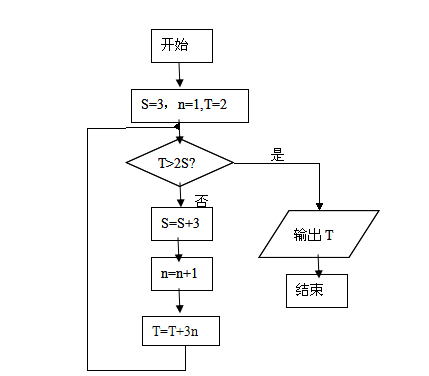 开始
S=3，n=1,T=2
T>2S?
是
否
S=S+3
输出 T
n=n+1
结束
T=T+3n